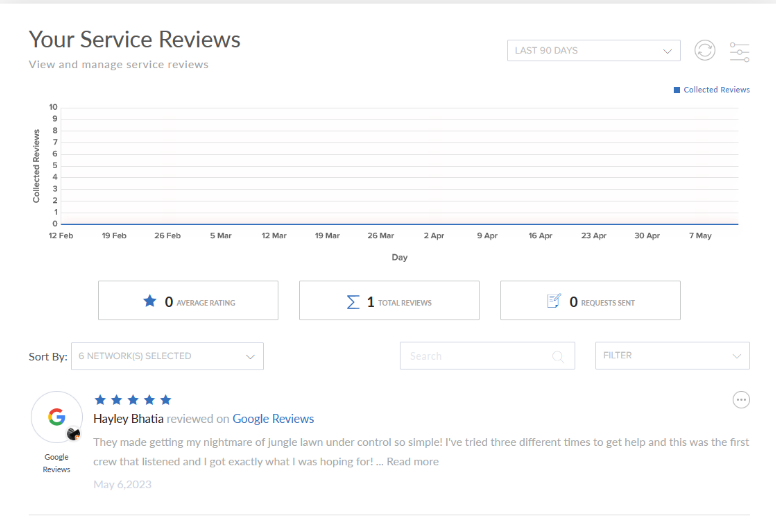 Your Service Reviews
View and manage service reviews
LAST 90 DAYS
Collected Reviews
10
9
8
7
6
5
4
3
2
1
0
Collected Reviews
12 Feb 19 Feb 26 Feb 5 Mar 12 Mar 19 Mar 26 Mar 2 Apr 9 Apr 16 Apr 23 Apr 30 Apr 7 May
Day
0 AVERAGE RATING
1 TOTAL REVIEWS
0 REQUESTS SENT
Sort By: 6 NETWORK(S) SELECTED
Search
FILTER
Hayley Bhatia reviewed on Google Reviews
They made getting my nightmare of jungle lawn under control so simple! I've tried three different times to get help and this was the first
crew that listened and I got exactly what I was hoping for! ... Read more
May 6,2023
Google
Reviews